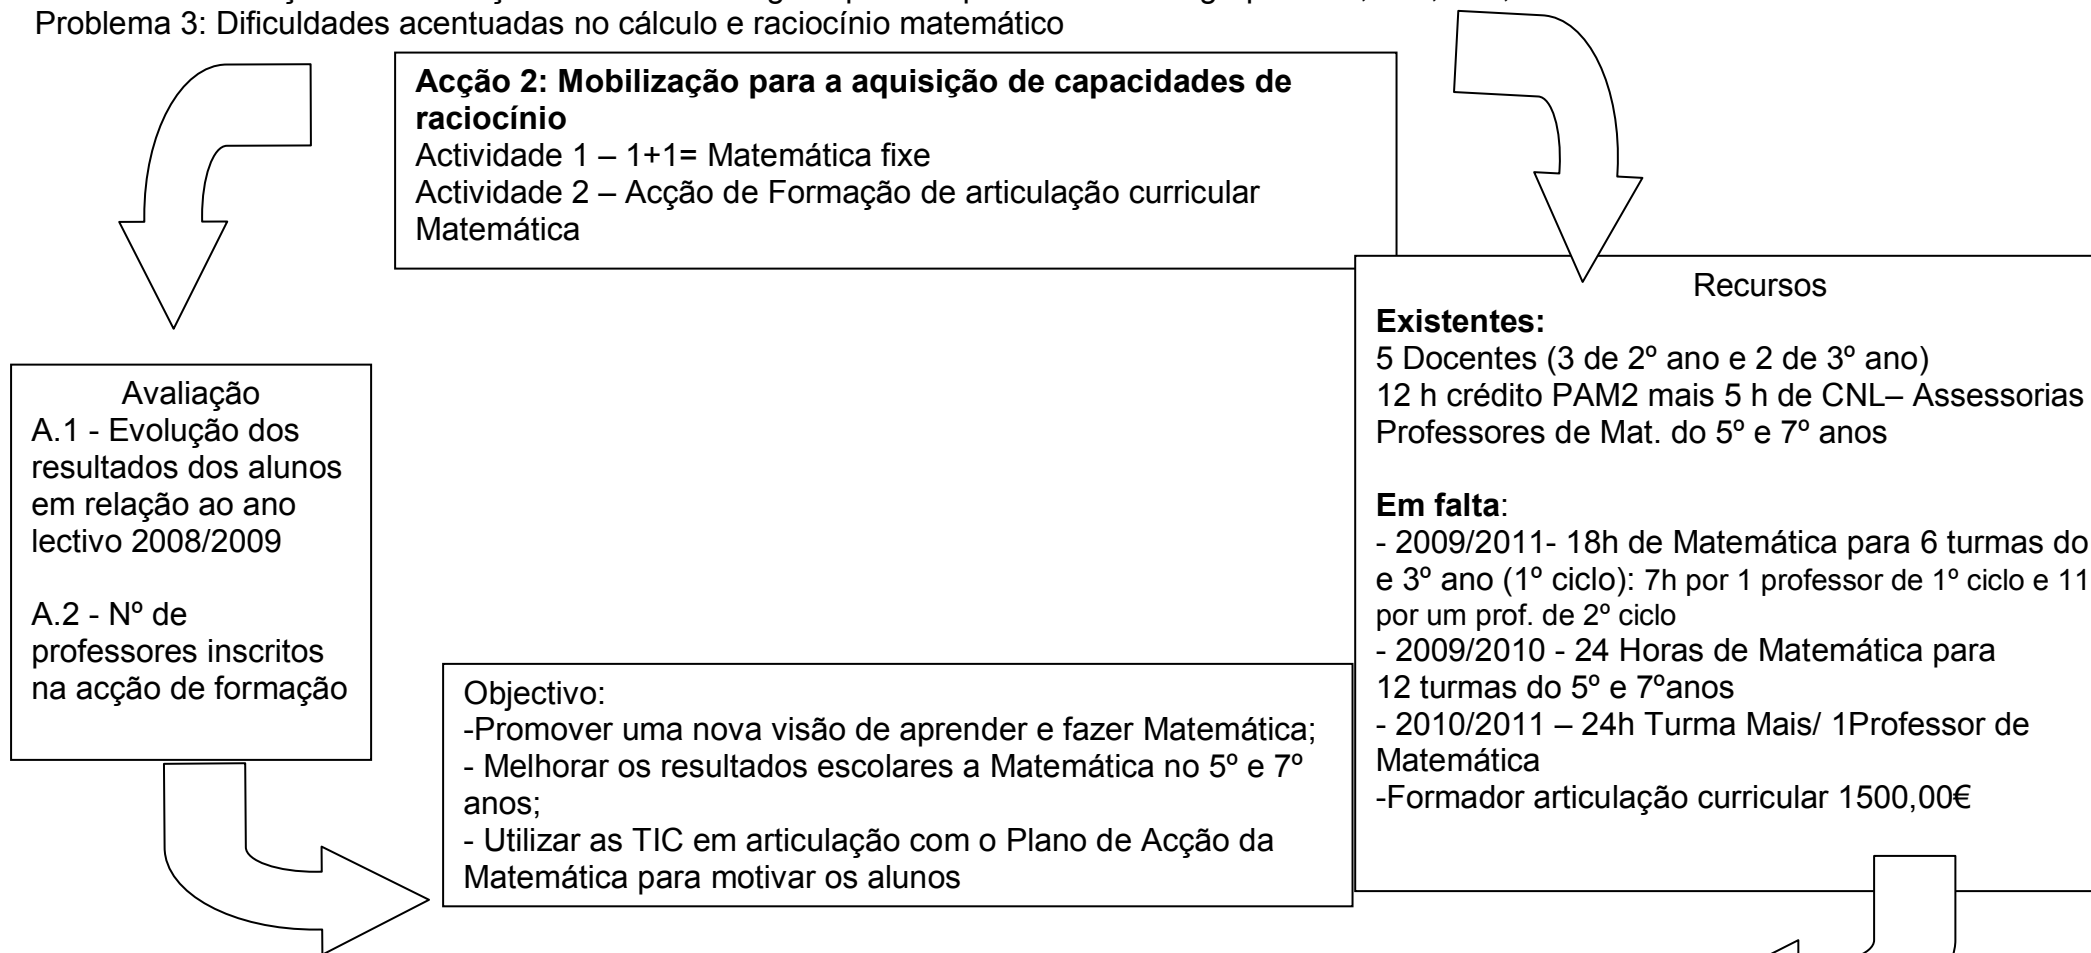 Problema 3: Dificuldades acentuadas no cálculo e raciocínio matemático
Acção 2: Mobilização para a aquisição de capacidades de
raciocínio
Actividade 1 – 1+1= Matemática fixe
Actividade 2 – Acção de Formação de articulação curricular
Matemática
Recursos
Existentes:
5 Docentes (3 de 2º ano e 2 de 3º ano)
12 h crédito PAM2 mais 5 h de CNL– Assessorias
Professores de Mat. do 5º e 7º anos
Em falta:
- 2009/2011- 18h de Matemática para 6 turmas do
e 3º ano (1º ciclo): 7h por 1 professor de 1º ciclo e 11
por um prof. de 2º ciclo
- 2009/2010 - 24 Horas de Matemática para
12 turmas do 5º e 7ºanos
- 2010/2011 – 24h Turma Mais/ 1Professor de
Matemática
-Formador articulação curricular 1500,00€
Avaliação
A.1 - Evolução dos
resultados dos alunos
em relação ao ano
lectivo 2008/2009
A.2 - Nº de
professores inscritos
na acção de formação
Objectivo:
-Promover uma nova visão de aprender e fazer Matemática;
- Melhorar os resultados escolares a Matemática no 5º e 7º
anos;
- Utilizar as TIC em articulação com o Plano de Acção da
Matemática para motivar os alunos